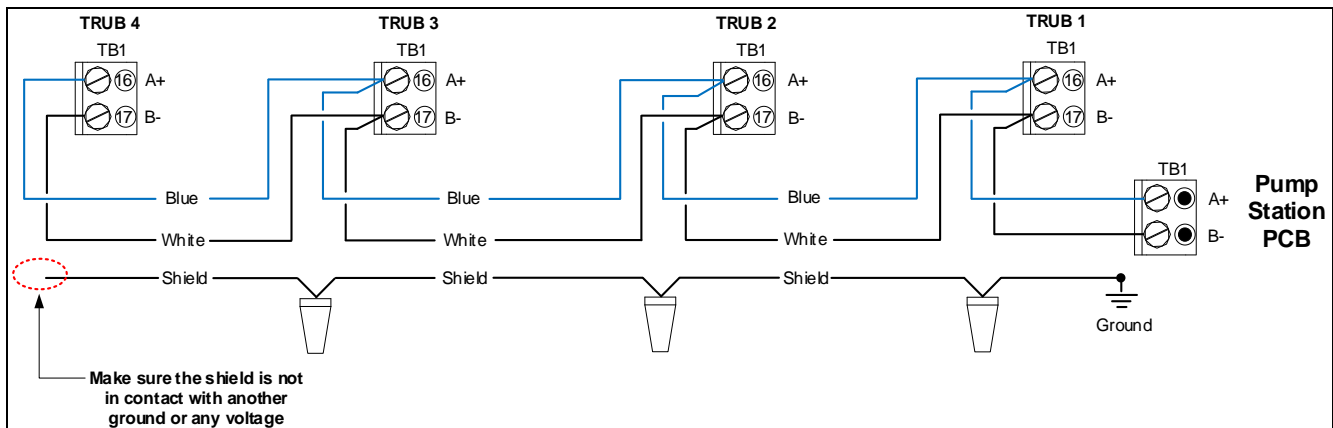 TRUB 4
TRUB 3
TRUB 2
TRUB 1
TB1
TB1
TB1
TB1
16 A+
16 A+
16 A+
16 A+
17 B-
17 B-
17 B-
17 B-
TB1
A+
B-
Pump
Station
PCB
Blue
Blue
Blue
White
White
White
Shield
Shield
Shield
Ground
Make sure the shield is not
in contact with another
ground or any voltage